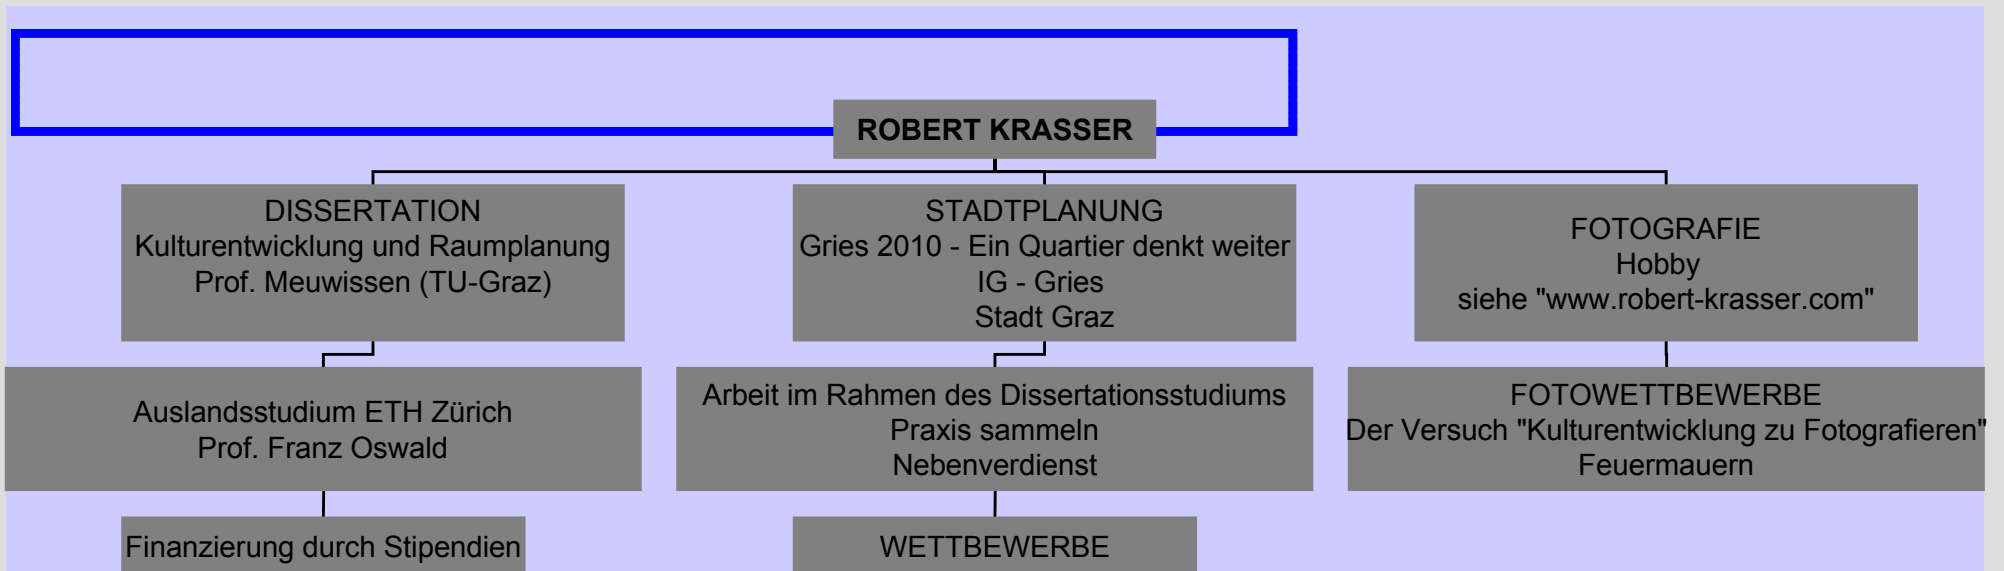 ROBERT KRASSER
DISSERTATION
Kulturentwicklung und Raumplanung
Prof. Meuwissen (TU-Graz)
STADTPLANUNG
Gries 2010 - Ein Quartier denkt weiter
IG - Gries
Stadt Graz
FOTOGRAFIE
Hobby
siehe "www.robert-krasser.com"
Auslandsstudium ETH Zürich
Prof. Franz Oswald
Arbeit im Rahmen des Dissertationsstudiums
Praxis sammeln
Nebenverdienst
FOTOWETTBEWERBE
Der Versuch "Kulturentwicklung zu Fotografieren"
Feuermauern
Finanzierung durch Stipendien
WETTBEWERBE